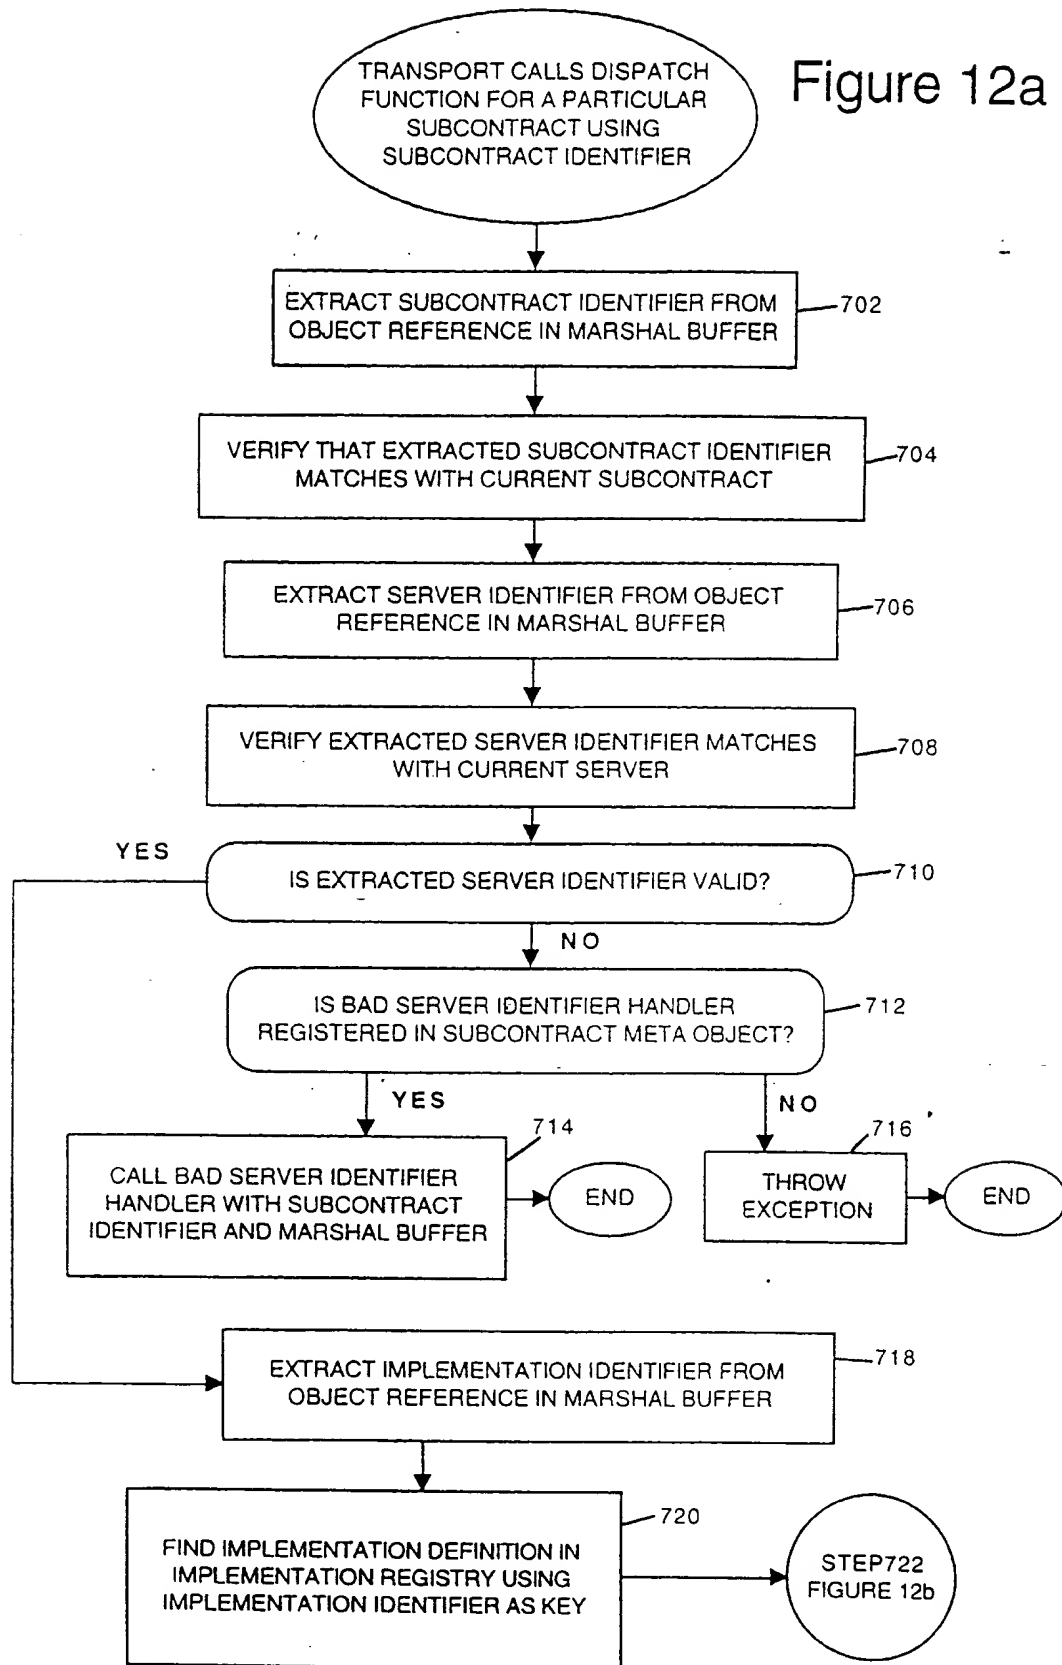 Figure 12a
TRANSPORT CALLS DISPATCH
FUNCTION FOR A PARTICULAR
SUBCONTRACT USING
SUBCONTRACT IDENTIFIER
EXTRACT SUBCONTRACT IDENTIFIER FROM
OBJECT REFERENCE IN MARSHAL BUFFER
702
VERIFY THAT EXTRACTED SUBCONTRACT IDENTIFIER
MATCHES WITH CURRENT SUBCONTRACT
704
EXTRACT SERVER IDENTIFIER FROM OBJECT
REFERENCE IN MARSHAL BUFFER
706
VERIFY EXTRACTED SERVER IDENTIFIER MATCHES
WITH CURRENT SERVER
708
YES
IS EXTRACTED SERVER IDENTIFIER VALID?
710
NO
IS BAD SERVER IDENTIFIER HANDLER
REGISTERED IN SUBCONTRACT META OBJECT?
712
YES
NO
714
CALL BAD SERVER IDENTIFIER
HANDLER WITH SUBCONTRACT
IDENTIFIER AND MARSHAL BUFFER
END
716
THROW
EXCEPTION
END
EXTRACT IMPLEMENTATION IDENTIFIER FROM
OBJECT REFERENCE IN MARSHAL BUFFER
718
FIND IMPLEMENTATION DEFINITION IN
IMPLEMENTATION REGISTRY USING
IMPLEMENTATION IDENTIFIER AS KEY
720
STEP722
FIGURE 12b